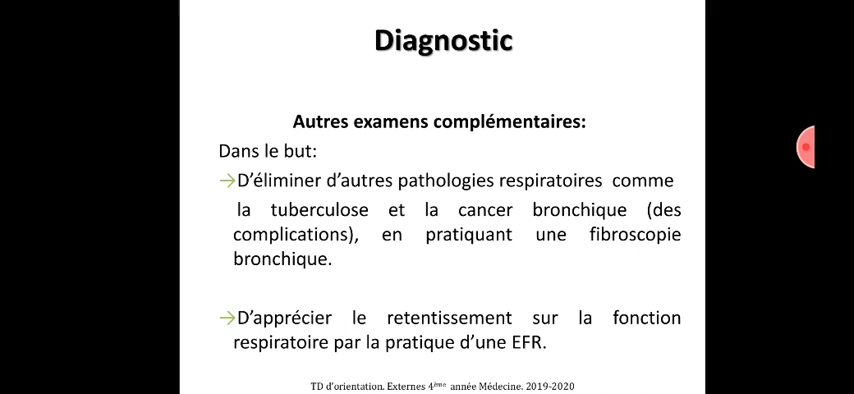 Diagnostic
Autres examens complémentaires:
Dans le but:
→D’éliminer d’autres pathologies respiratoires comme
la tuberculose et la cancer bronchique (des
complications), en pratiquant une fibroscopie
bronchique.
→D’apprécier le retentissement sur la fonction
respiratoire par la pratique d’une EFR.
TD d’orientation. Externes 4ème année Médecine. 2019-2020